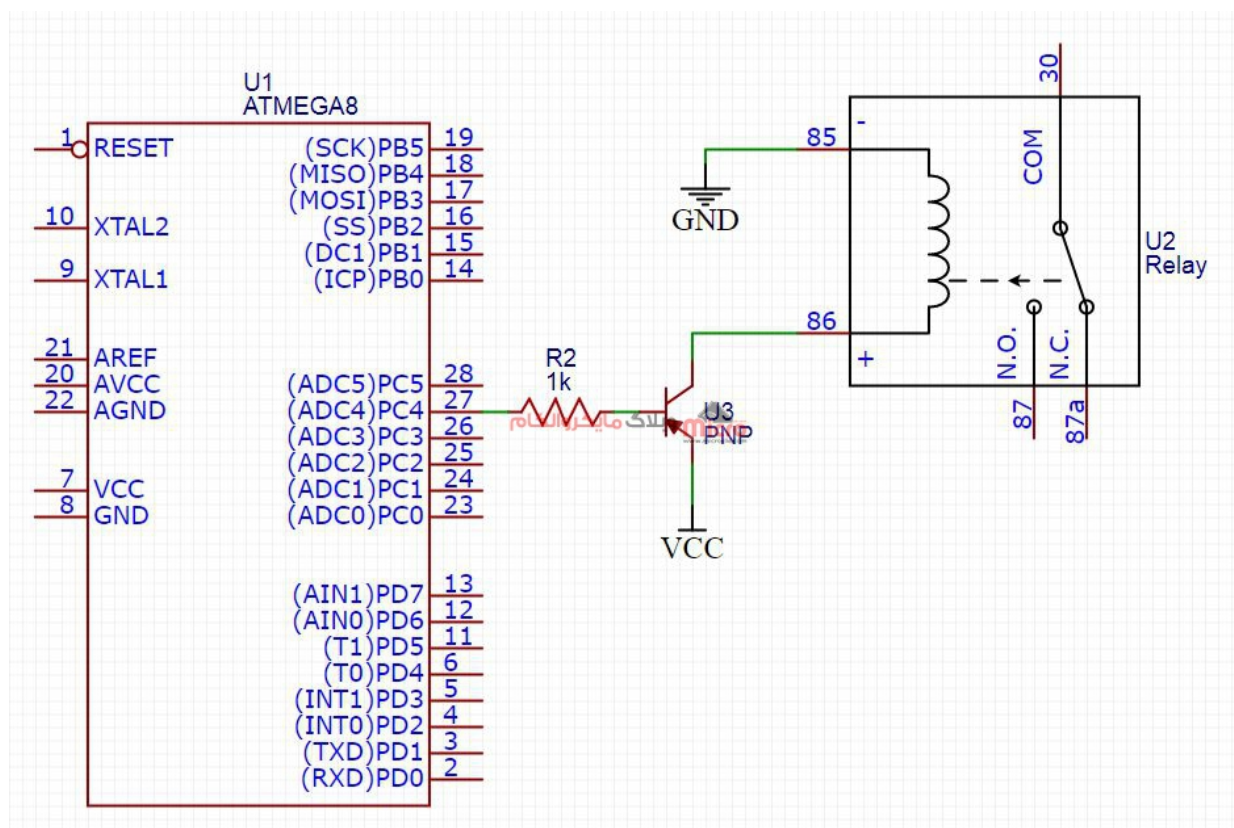 U1
ATMEGA8
1
RESET
10
XTAL2
9
XTAL1
21
AREF
20
AVCC
22
AGND
7
VCC
8
GND
(SCK)PB5
19
(MISO)PB4
18
(MOSI)PB3
17
(SS)PB2
16
(DC1)PB1
15
(ICP)PB0
14
(ADC5)PC5
28
(ADC4)PC4
27
(ADC3)PC3
26
(ADC2)PC2
25
(ADC1)PC1
24
(ADC0)PC0
23
(AIN1)PD7
13
(AIN0)PD6
12
(T1)PD5
11
(T0)PD4
6
(INT1)PD3
5
(INT0)PD2
4
(TXD)PD1
3
(RXD)PD0
2
R2
1k
U3
PNP
VCC
GND
85
-
86
+
30
COM
N.O.
N.C.
87
87a
U2
Relay
بلاگ مایکروالکام